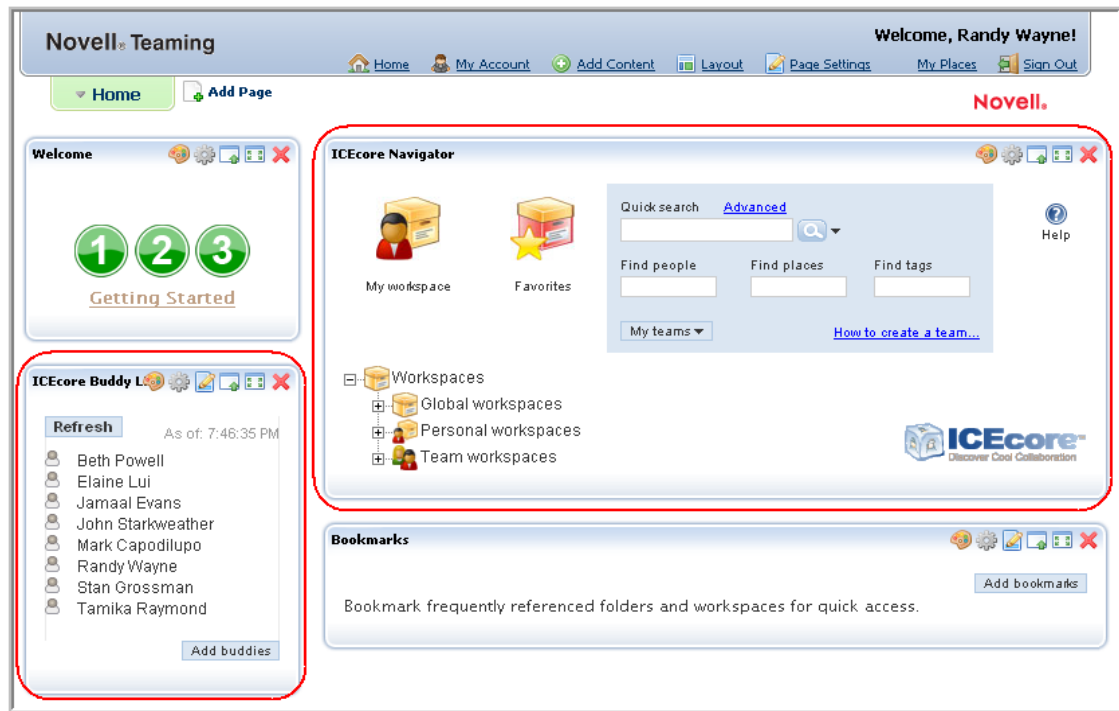 Novell® Teaming
Welcome, Randy Wayne!
Home My Account Add Content Layout Page Settings My Places Sign Out
Home Add Page
Novell®
Welcome
1 2 3
Getting Started
ICEcore Navigator
My workspace
Favorites
Quick search Advanced
Find people Find places Find tags
My teams How to create a team...
Help
Workspaces
Global workspaces
Personal workspaces
Team workspaces
ICEcore
Discover Cool Collaboration
ICEcore Buddy L
Refresh As of: 7:46:35 PM
Beth Powell
Elaine Lui
Jamaal Evans
John Starkweather
Mark Capodilupo
Randy Wayne
Stan Grossman
Tamika Raymond
Add buddies
Bookmarks
Add bookmarks
Bookmark frequently referenced folders and workspaces for quick access.